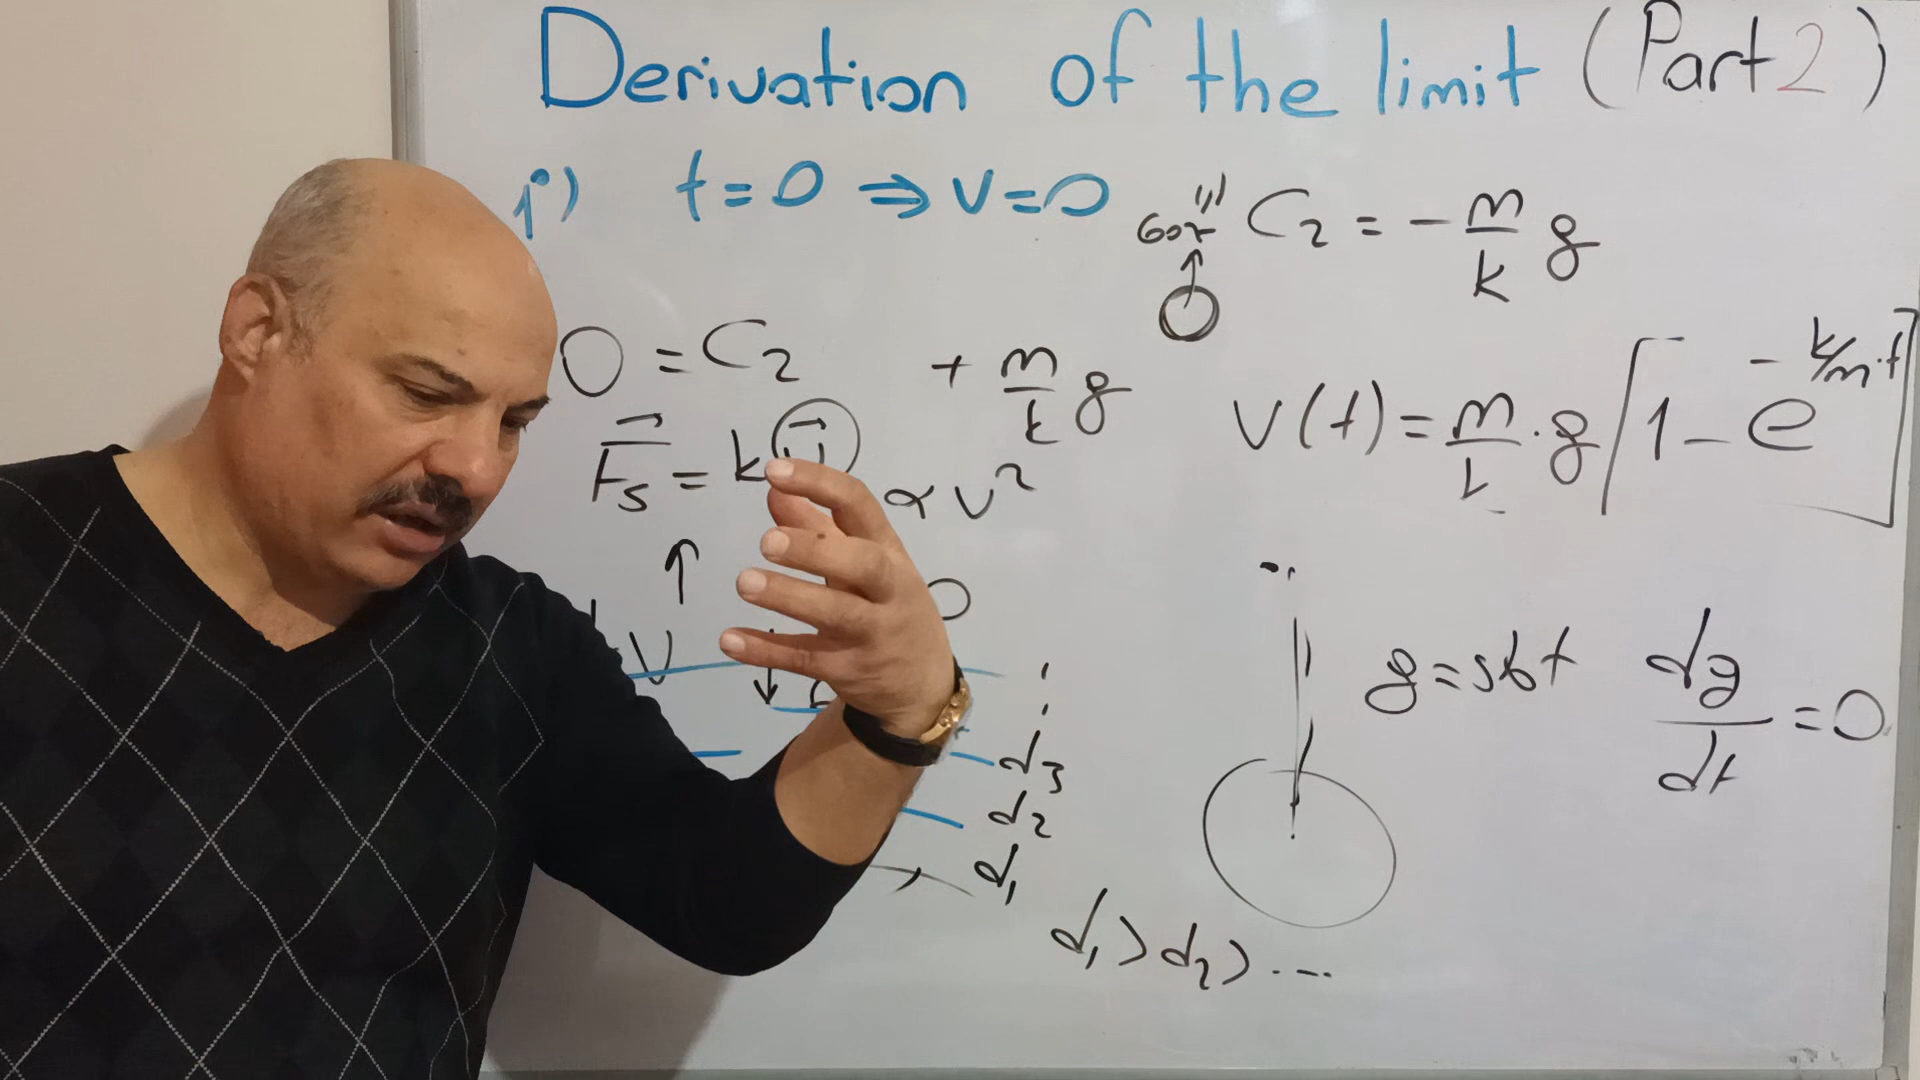 Derivation of the limit (Part 2)
i) t = 0 ⇒ v = 0
C₂ = - m/k g
0 = C₂ + m/k g
v(t) = m/k · g [1 - e^(-k/m·t)]
F⃗s = k
∝ v²
v
g = sbt dg/dt = 0
d₃
d₂
d₁
d₁ > d₂ > ...